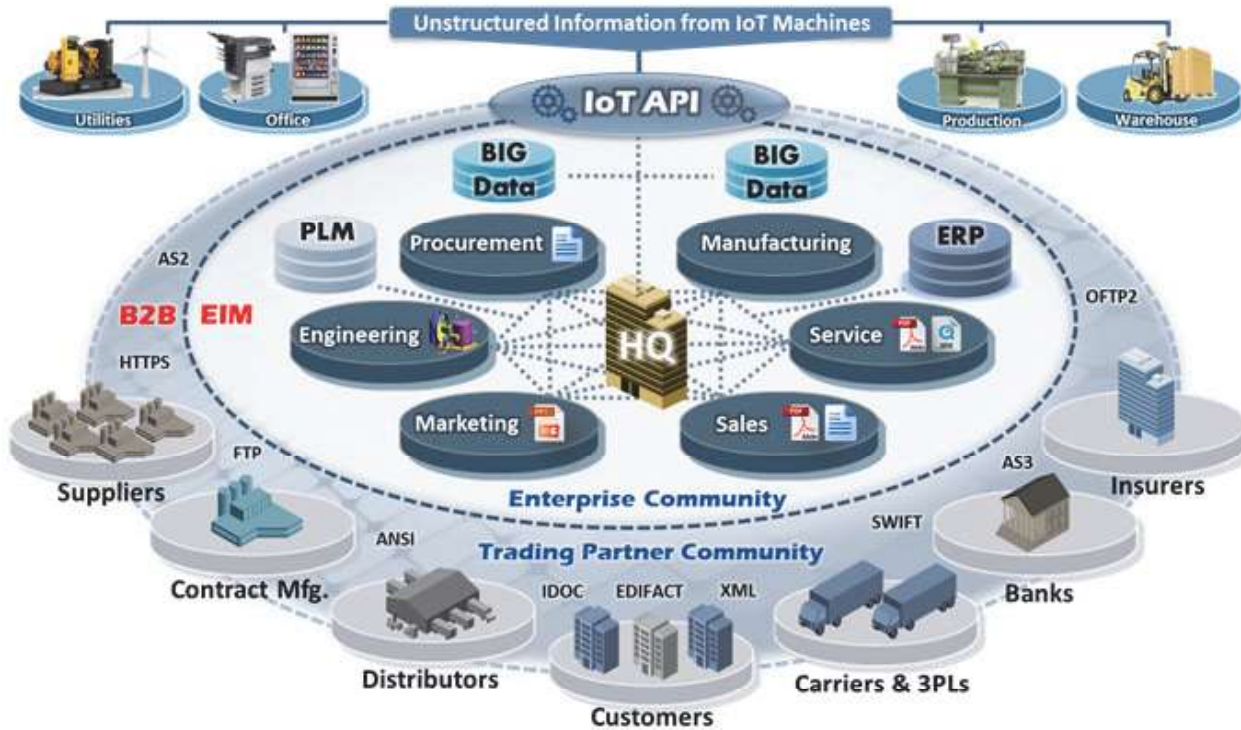 Unstructured Information from IoT Machines
Utilities
Office
Production
Warehouse
IoT API
BIG
Data
BIG
Data
PLM
Procurement
Manufacturing
ERP
AS2
OFTP2
B2B
EIM
Engineering
HQ
Service
HTTPS
Marketing
Sales
FTP
AS3
Suppliers
Insurers
Enterprise Community
SWIFT
ANSI
Trading Partner Community
Contract Mfg.
Banks
IDOC
EDIFACT
XML
Distributors
Carriers & 3PLs
Customers